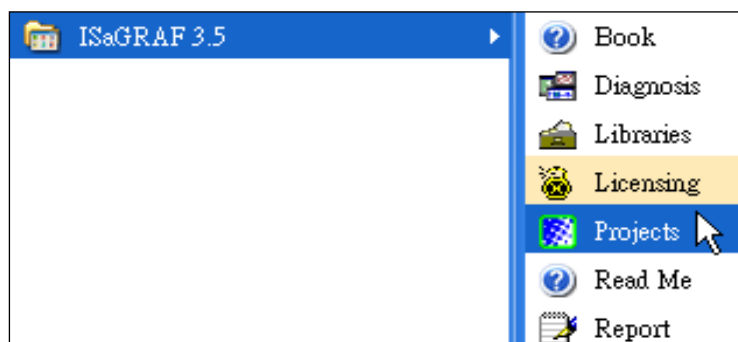 ISaGRAF 3.5
Book
Diagnosis
Libraries
Licensing
Projects
Read Me
Report